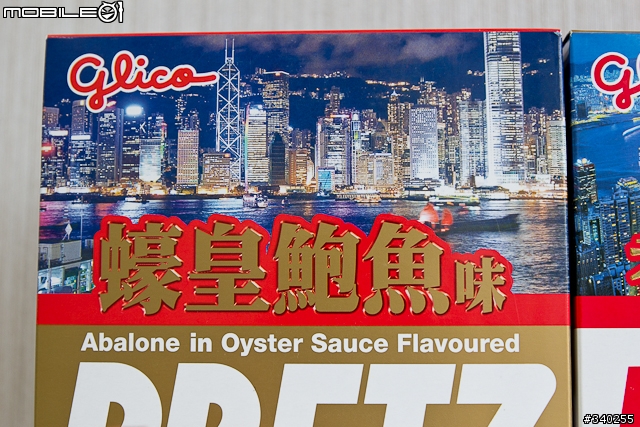 MOBILE01
Glico
蠔皇鮑魚味
Abalone in Oyster Sauce Flavoured
PRETZ
#340255